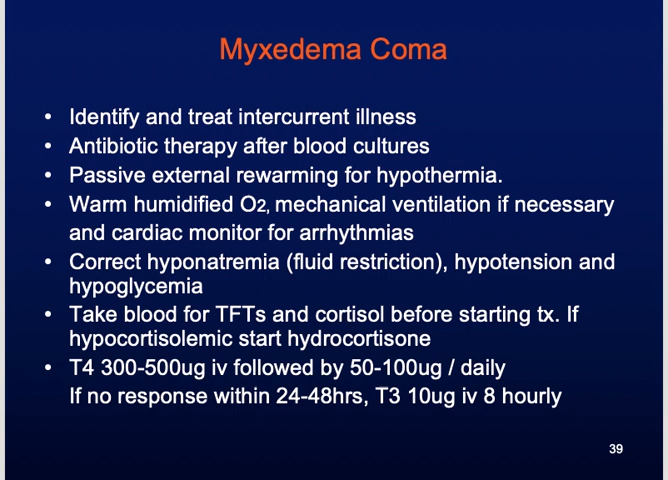 Myxedema Coma
• Identify and treat intercurrent illness
• Antibiotic therapy after blood cultures
• Passive external rewarming for hypothermia.
• Warm humidified O2, mechanical ventilation if necessary
and cardiac monitor for arrhythmias
• Correct hyponatremia (fluid restriction), hypotension and
hypoglycemia
• Take blood for TFTs and cortisol before starting tx. If
hypocortisolemic start hydrocortisone
• T4 300-500ug iv followed by 50-100ug / daily
If no response within 24-48hrs, T3 10ug iv 8 hourly
39